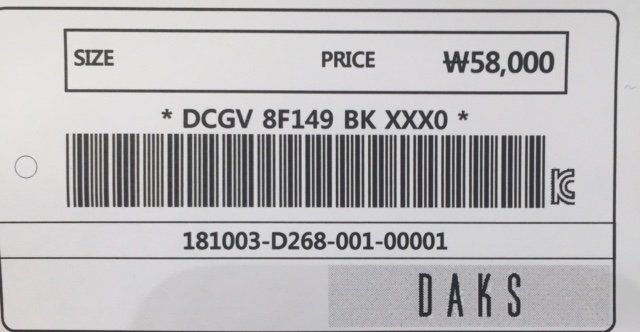 SIZE PRICE ₩58,000
* DCGV 8F149 BK XXX0 *
181003-D268-001-00001
DAKS